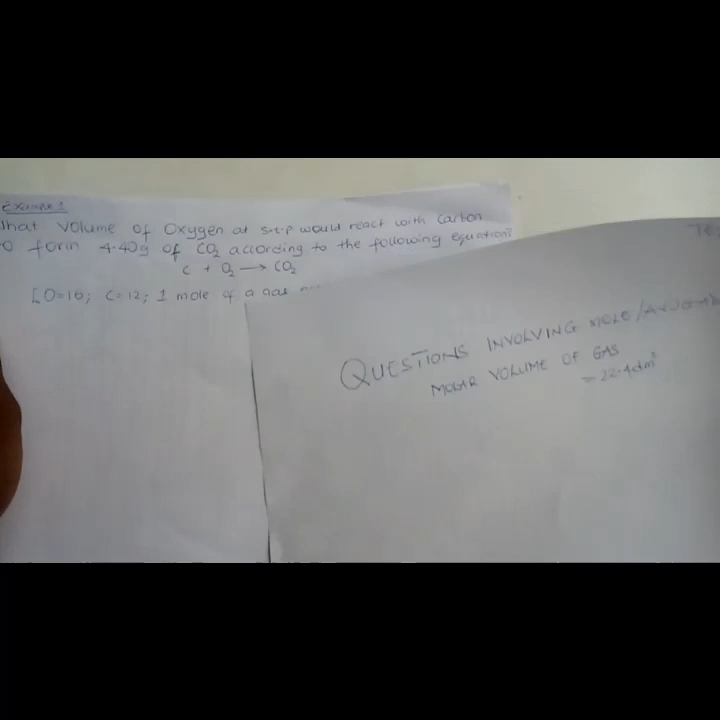 Example 1
What volume of Oxygen at s.t.p would react with Carbon
to form 4.40g of CO₂ according to the following equation?
C + O₂ → CO₂
[O=16; C=12; 1 mole of a gas
QUESTIONS INVOLVING MOLE/
MOLAR VOLUME OF GAS
= 22.4dm³